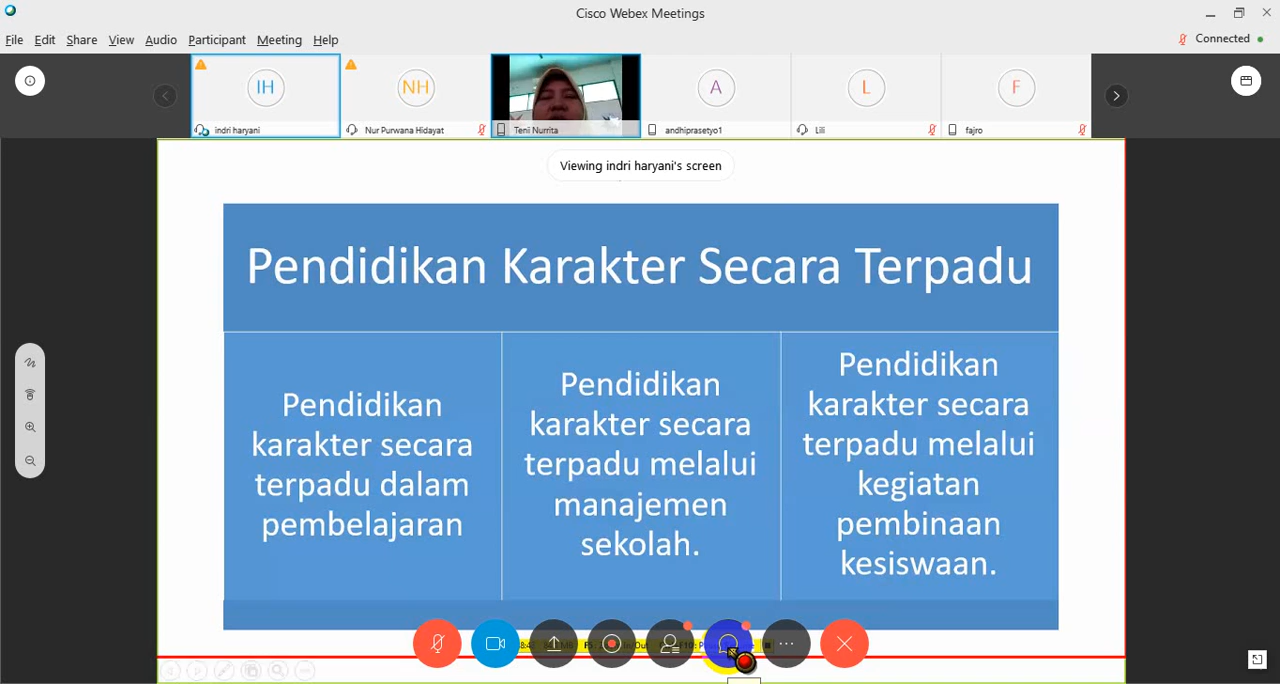 Cisco Webex Meetings
File Edit Share View Audio Participant Meeting Help
Connected
IH
NH
A
L
F
indri haryani
Nur Purwana Hidayat
Teni Nurrita
andhiprasetyo1
Lili
fajro
Viewing indri haryani's screen
Pendidikan Karakter Secara Terpadu
Pendidikan
karakter secara
terpadu dalam
pembelajaran
Pendidikan
karakter secara
terpadu melalui
manajemen
sekolah.
Pendidikan
karakter secara
terpadu melalui
kegiatan
pembinaan
kesiswaan.